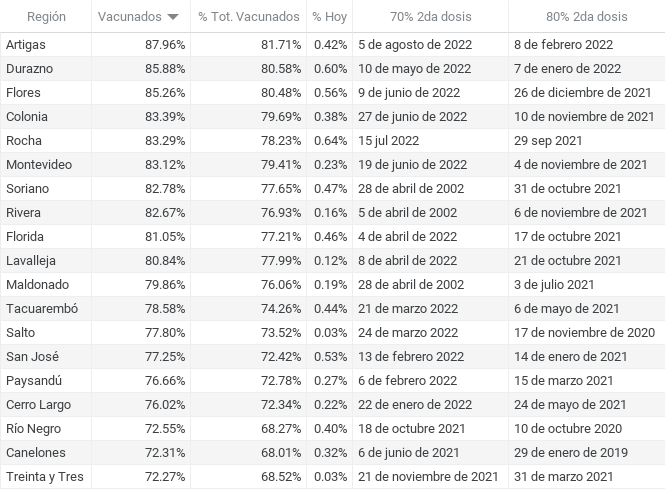 Región Vacunados % Tot. Vacunados % Hoy 70% 2da dosis 80% 2da dosis
Artigas 87.96% 81.71% 0.42% 5 de agosto de 2022 8 de febrero 2022
Durazno 85.88% 80.58% 0.60% 10 de mayo de 2022 7 de enero de 2022
Flores 85.26% 80.48% 0.56% 9 de junio de 2022 26 de diciembre de 2021
Colonia 83.39% 79.69% 0.38% 27 de junio de 2022 10 de noviembre de 2021
Rocha 83.29% 78.23% 0.64% 15 jul 2022 29 sep 2021
Montevideo 83.12% 79.41% 0.23% 19 de junio de 2022 4 de noviembre de 2021
Soriano 82.78% 77.65% 0.47% 28 de abril de 2002 31 de octubre 2021
Rivera 82.67% 76.93% 0.16% 5 de abril de 2002 6 de noviembre de 2021
Florida 81.05% 77.21% 0.46% 4 de abril de 2022 17 de octubre 2021
Lavalleja 80.84% 77.99% 0.12% 8 de abril de 2022 21 de octubre 2021
Maldonado 79.86% 76.06% 0.19% 28 de abril de 2002 3 de julio 2021
Tacuarembó 78.58% 74.26% 0.44% 21 de marzo 2022 6 de mayo de 2021
Salto 77.80% 73.52% 0.03% 24 de marzo 2022 17 de noviembre de 2020
San José 77.25% 72.42% 0.53% 13 de febrero 2022 14 de enero de 2021
Paysandú 76.66% 72.78% 0.27% 6 de febrero 2022 15 de marzo 2021
Cerro Largo 76.02% 72.34% 0.22% 22 de enero de 2022 24 de mayo de 2021
Río Negro 72.55% 68.27% 0.40% 18 de octubre 2021 10 de octubre 2020
Canelones 72.31% 68.01% 0.32% 6 de junio de 2021 29 de enero de 2019
Treinta y Tres 72.27% 68.52% 0.03% 21 de noviembre de 2021 31 de marzo 2021